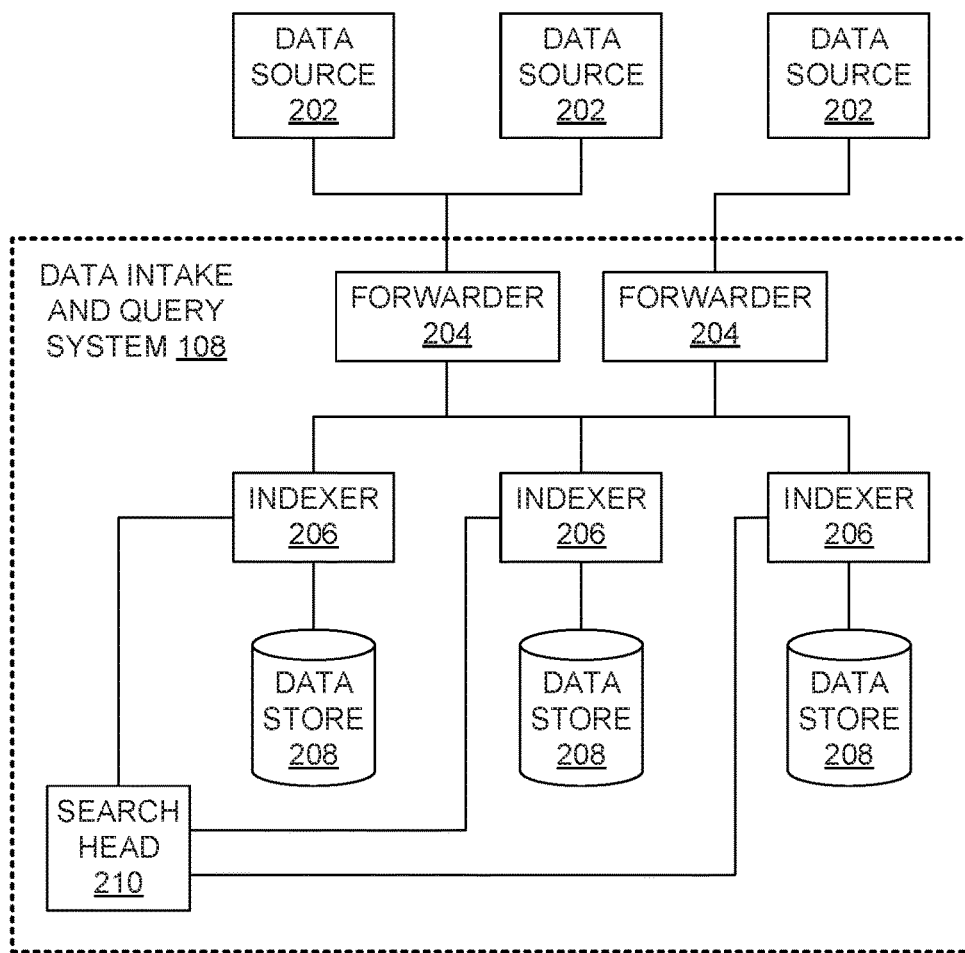 DATA
SOURCE
202
DATA
SOURCE
202
DATA
SOURCE
202
DATA INTAKE
AND QUERY
SYSTEM 108
FORWARDER
204
FORWARDER
204
INDEXER
206
INDEXER
206
INDEXER
206
DATA
STORE
208
DATA
STORE
208
DATA
STORE
208
SEARCH
HEAD
210